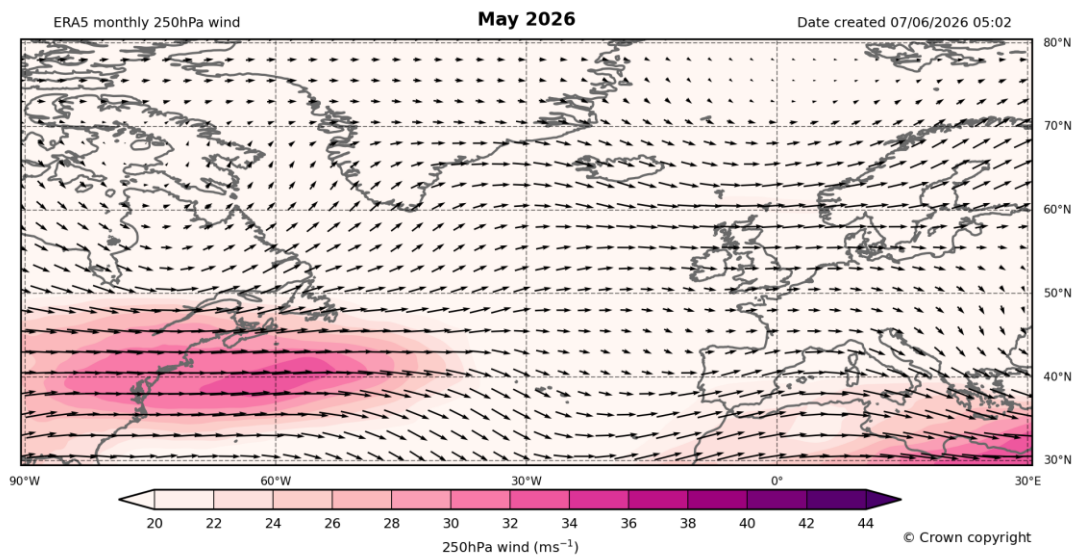 ERA5 monthly 250hPa wind
May 2026
Date created 07/06/2026 05:02
80°N
70°N
60°N
50°N
40°N
30°N
90°W 60°W 30°W 0° 30°E
20 22 24 26 28 30 32 34 36 38 40 42 44
250hPa wind (ms⁻¹)
© Crown copyright